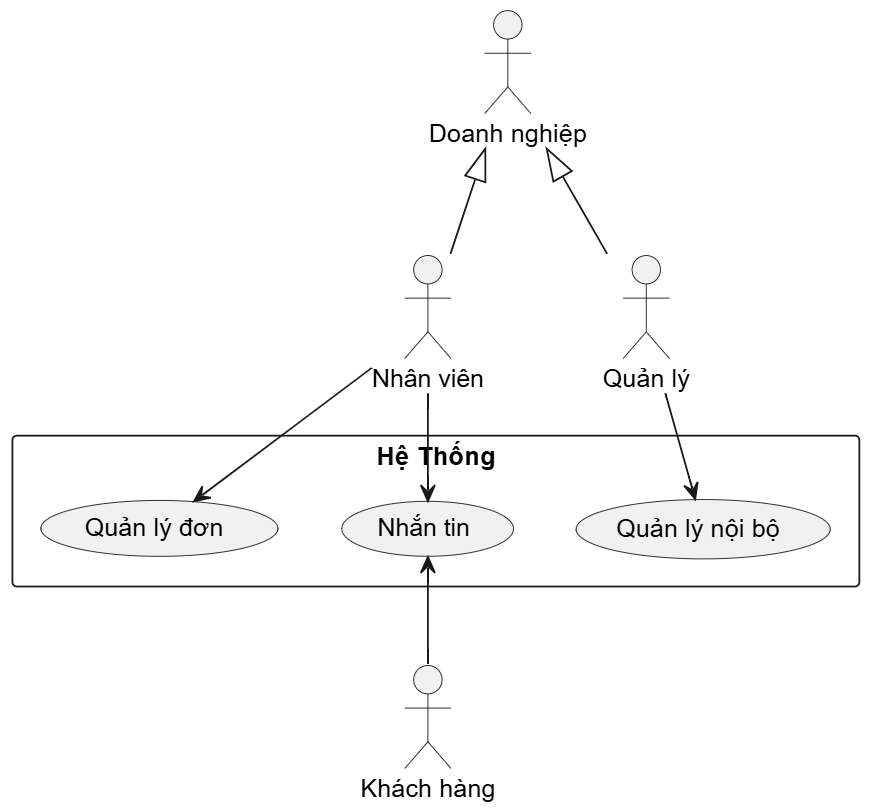 Doanh nghiệp
Nhân viên
Quản lý
Hệ Thống
Quản lý đơn
Nhắn tin
Quản lý nội bộ
Khách hàng